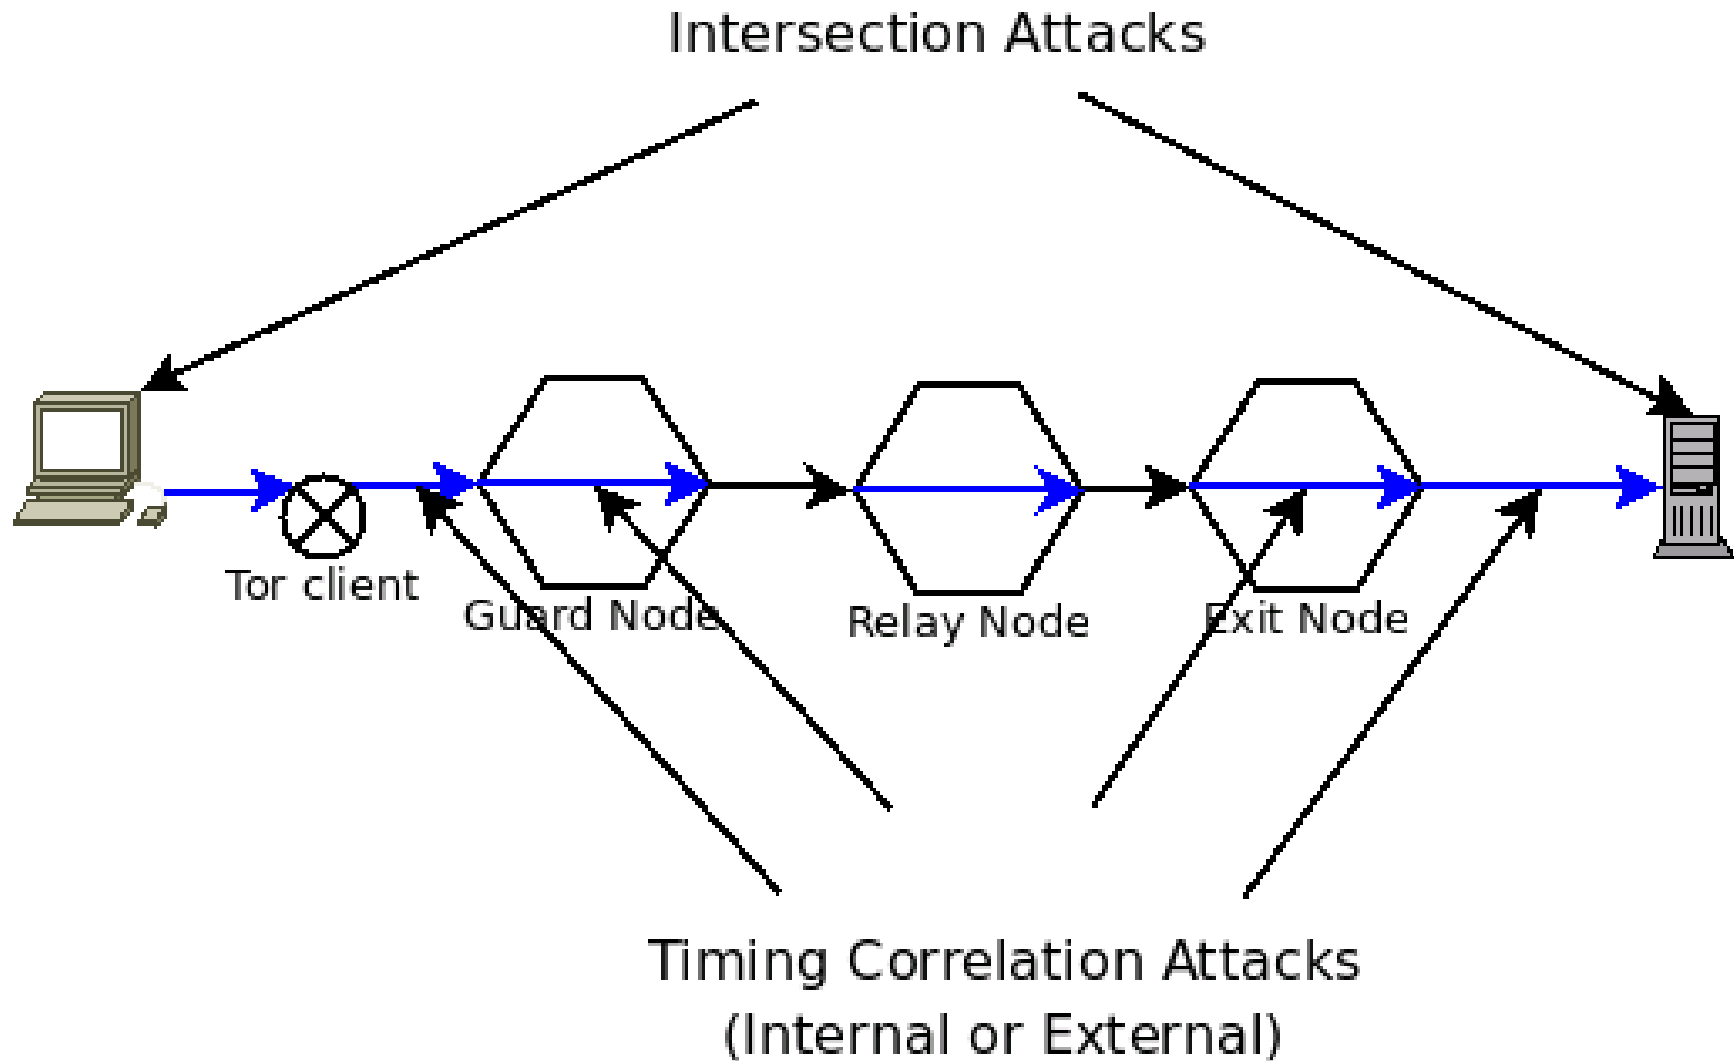 Intersection Attacks
Tor client
Guard Node
Relay Node
Exit Node
Timing Correlation Attacks
(Internal or External)